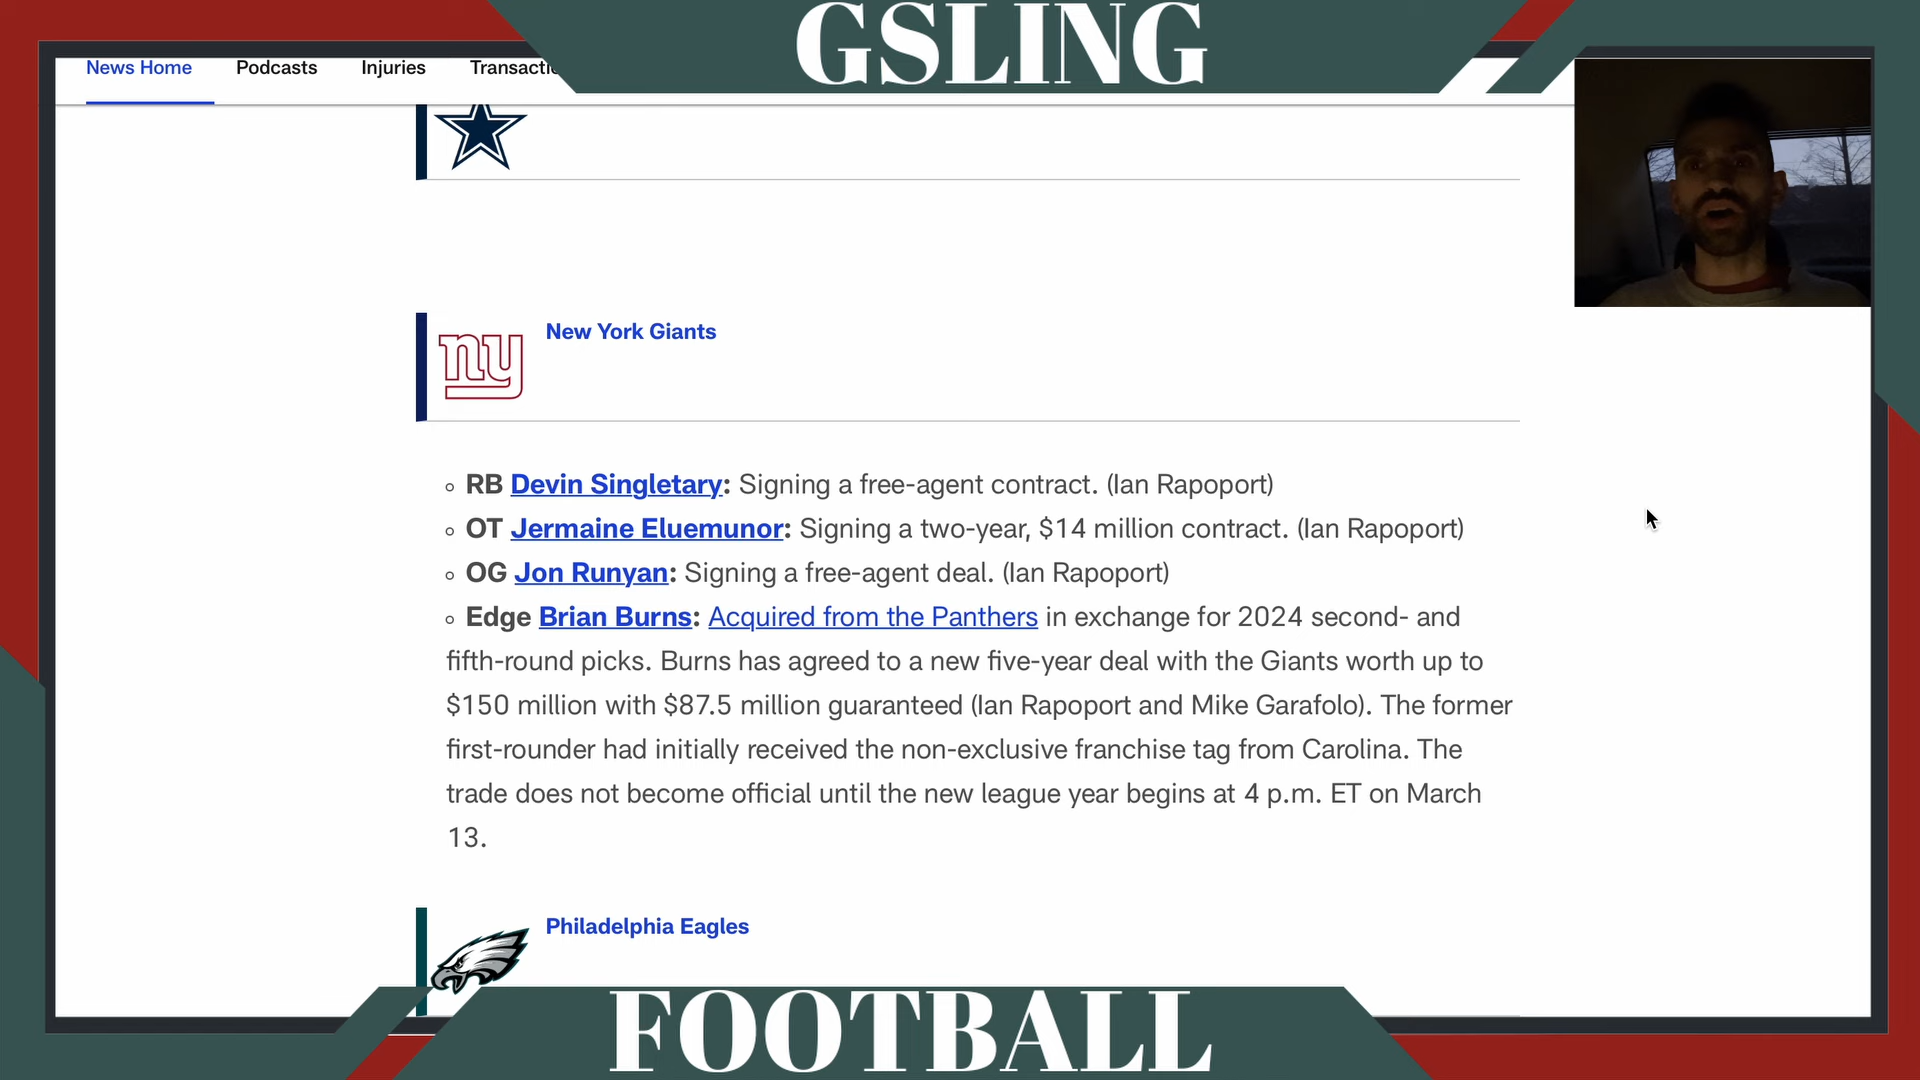 GSLING
News Home Podcasts Injuries Transactio
New York Giants
ny
RB Devin Singletary: Signing a free-agent contract. (Ian Rapoport)
OT Jermaine Eluemunor: Signing a two-year, $14 million contract. (Ian Rapoport)
OG Jon Runyan: Signing a free-agent deal. (Ian Rapoport)
Edge Brian Burns: Acquired from the Panthers in exchange for 2024 second- and
fifth-round picks. Burns has agreed to a new five-year deal with the Giants worth up to
$150 million with $87.5 million guaranteed (Ian Rapoport and Mike Garafolo). The former
first-rounder had initially received the non-exclusive franchise tag from Carolina. The
trade does not become official until the new league year begins at 4 p.m. ET on March
13.
Philadelphia Eagles
FOOTBALL